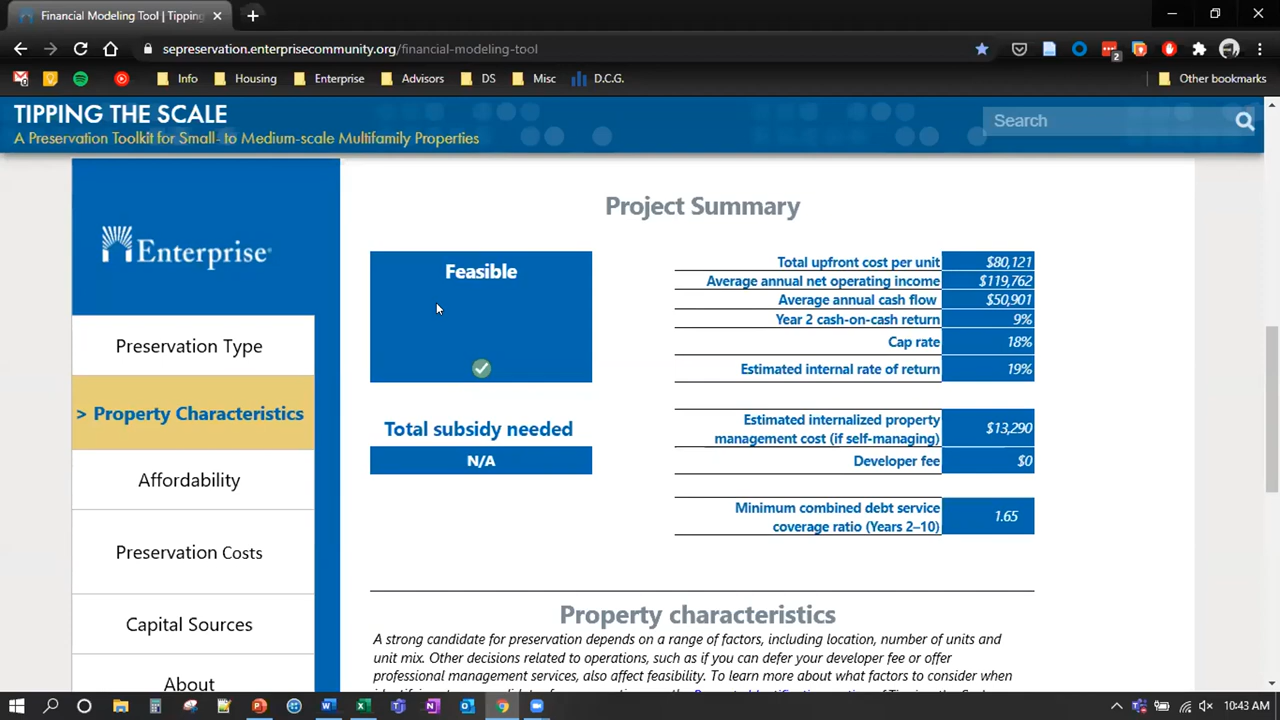 Financial Modeling Tool | Tipping
sepreservation.enterprisecommunity.org/financial-modeling-tool
2
Info
Housing
Enterprise
Advisors
DS
Misc
D.C.G.
Other bookmarks
TIPPING THE SCALE
A Preservation Toolkit for Small- to Medium-scale Multifamily Properties
Search
Enterprise
Preservation Type
> Property Characteristics
Affordability
Preservation Costs
Capital Sources
About
Project Summary
Feasible
Total subsidy needed
N/A
Total upfront cost per unit $80,121
Average annual net operating income $119,762
Average annual cash flow $50,901
Year 2 cash-on-cash return 9%
Cap rate 18%
Estimated internal rate of return 19%
Estimated internalized property
management cost (if self-managing) $13,290
Developer fee $0
Minimum combined debt service
coverage ratio (Years 2–10) 1.65
Property characteristics
A strong candidate for preservation depends on a range of factors, including location, number of units and
unit mix. Other decisions related to operations, such as if you can defer your developer fee or offer
professional management services, also affect feasibility. To learn more about what factors to consider when
10:43 AM